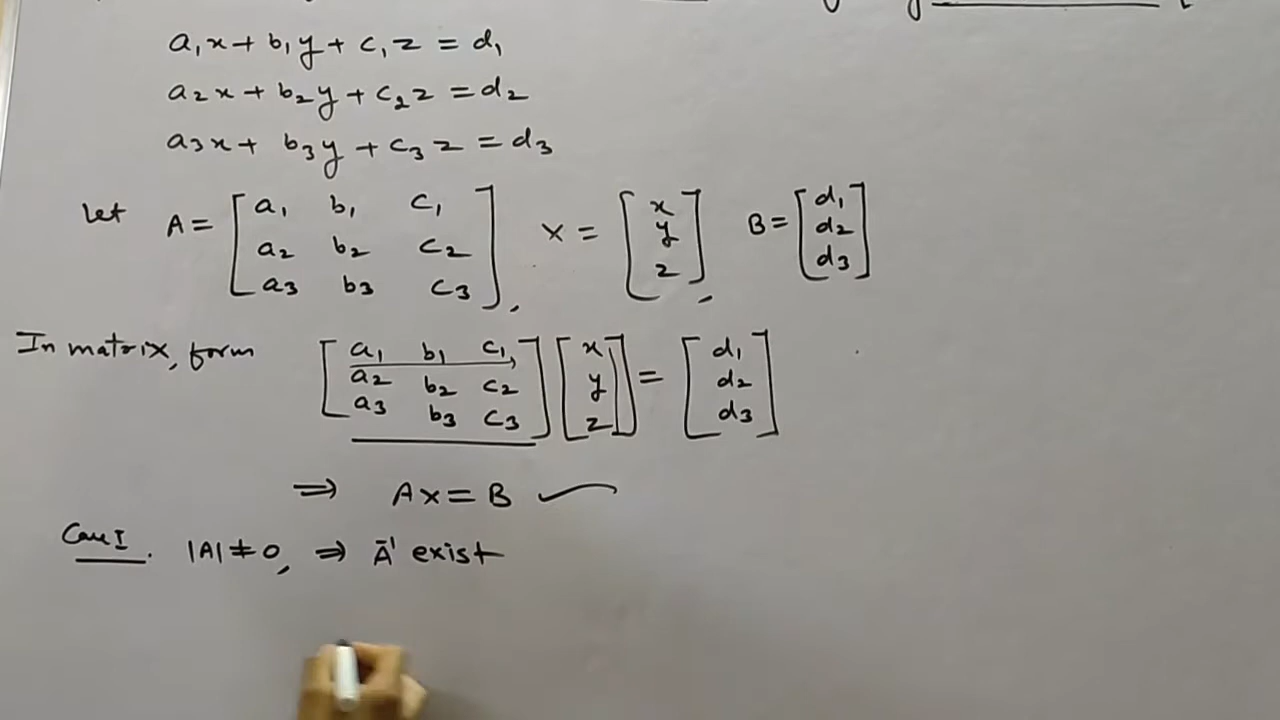 a₁x + b₁y + c₁z = d₁
a₂x + b₂y + c₂z = d₂
a₃x + b₃y + c₃z = d₃
Let A = [a₁ b₁ c₁ a₂ b₂ c₂ a₃ b₃ c₃], X = [x y z], B = [d₁ d₂ d₃]
In matrix, form [a₁ b₁ c₁, a₂ b₂ c₂ a₃ b₃ c₃] [x y z] = [d₁ d₂ d₃]
⇒ AX = B
Case I. |A| ≠ 0, ⇒ A⁻¹ exist